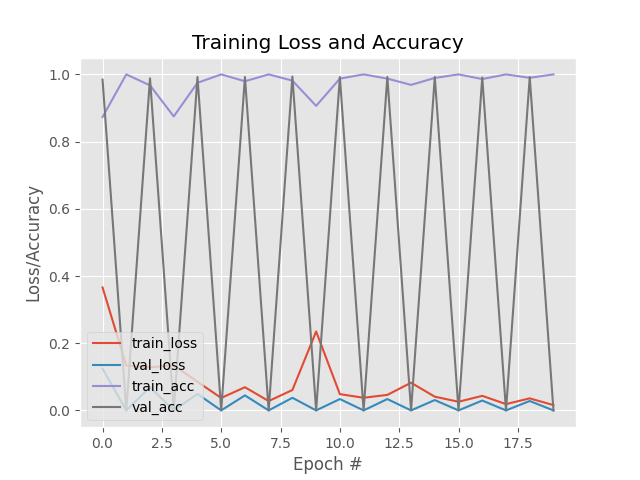 Training Loss and Accuracy
1.0
0.8
0.6
0.4
0.2
0.0
Loss/Accuracy
train_loss
val_loss
train_acc
val_acc
0.0 2.5 5.0 7.5 10.0 12.5 15.0 17.5
Epoch #